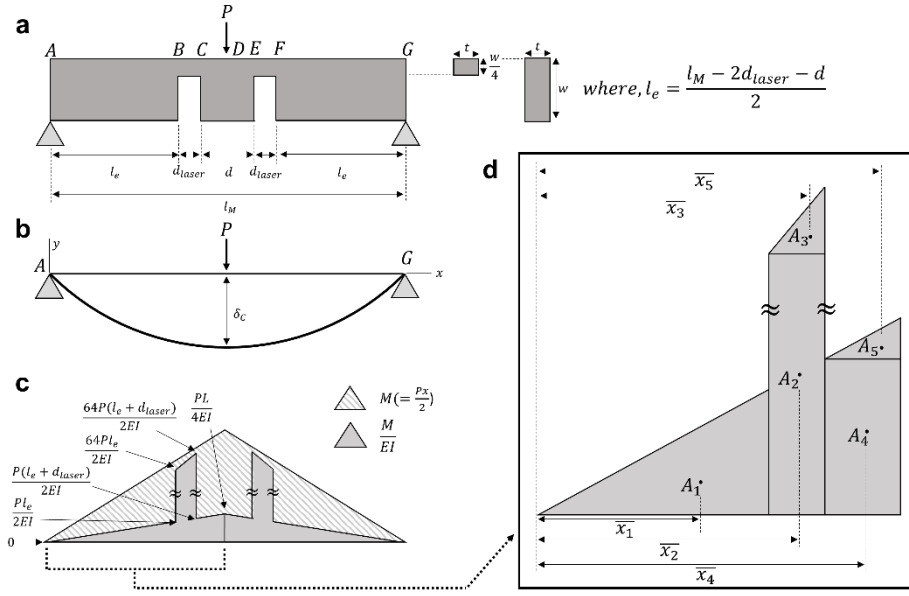 a
P
A B C D E F G
t
w/4
t
w
where, l_e = (l_M − 2d_laser − d)/2
l_e d_laser d d_laser l_e
l_M
b
P
y
A
G
x
δ_C
c
64P(l_e + d_laser)/2EI
PL/4EI
64Pl_e/2EI
P(l_e + d_laser)/2EI
Pl_e/2EI
0
M(= Px/2)
M/EI
d
x̄_5
x̄_3
A_3
≈ ≈
A_5
A_2
A_4
A_1
x̄_1
x̄_2
x̄_4